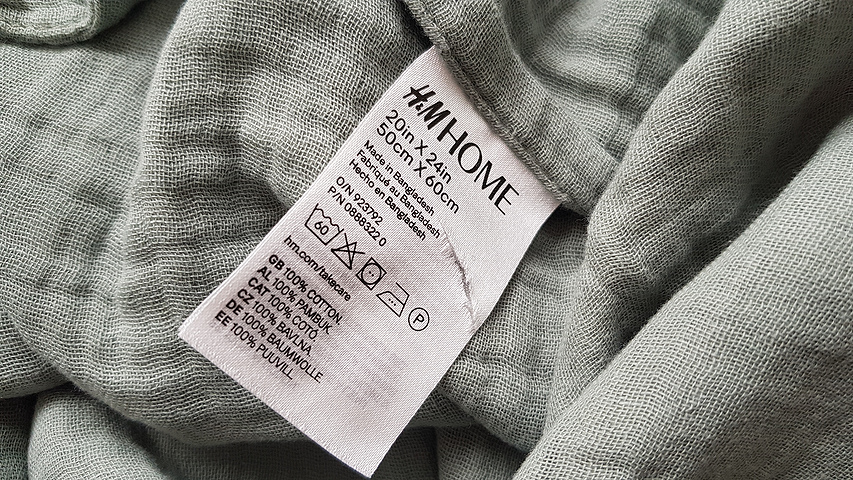 H&M HOME
20in X 24in
50cm X 60cm
Made in Bangladesh
Fabriqué au Bangladesh
Hecho en Bangladesh
O/N 923792
P/N 0888322 0
60
P
hm.com/takecare
GB 100% COTTON.
AL 100% PAMBUK.
CAT 100% COTÓ.
CZ 100% BAVLNA.
DE 100% BAUMWOLLE.
EE 100% PUUVILL.